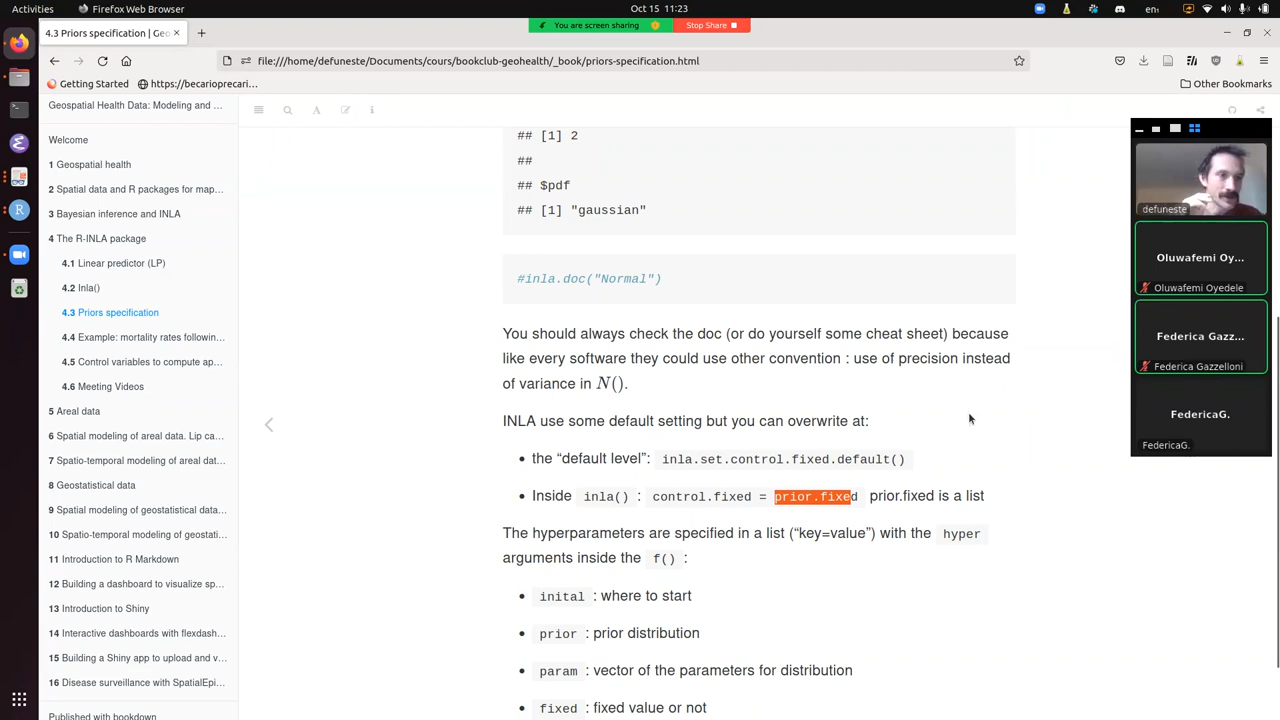 Activities
Firefox Web Browser
Oct 15 11:23
en
You are screen sharing
Stop Share
4.3 Priors specification | Geo
file:///home/defuneste/Documents/cours/bookclub-geohealth/_book/priors-specification.html
Getting Started
https://becarioprecari…
Other Bookmarks
Geospatial Health Data: Modeling and …
Welcome
1 Geospatial health
2 Spatial data and R packages for map…
3 Bayesian inference and INLA
4 The R-INLA package
4.1 Linear predictor (LP)
4.2 Inla()
4.3 Priors specification
4.4 Example: mortality rates followin…
4.5 Control variables to compute ap…
4.6 Meeting Videos
5 Areal data
6 Spatial modeling of areal data. Lip ca…
7 Spatio-temporal modeling of areal dat…
8 Geostatistical data
9 Spatial modeling of geostatistical data…
10 Spatio-temporal modeling of geostati…
11 Introduction to R Markdown
12 Building a dashboard to visualize sp…
13 Introduction to Shiny
14 Interactive dashboards with flexdash…
15 Building a Shiny app to upload and v…
16 Disease surveillance with SpatialEpi…
Published with bookdown
## [1] 2
##
## $pdf
## [1] "gaussian"
#inla.doc("Normal")
You should always check the doc (or do yourself some cheat sheet) because
like every software they could use other convention : use of precision instead
of variance in N().
INLA use some default setting but you can overwrite at:
• the “default level”: inla.set.control.fixed.default()
• Inside inla() : control.fixed = prior.fixed prior.fixed is a list
The hyperparameters are specified in a list (“key=value”) with the hyper
arguments inside the f() :
• inital : where to start
• prior : prior distribution
• param : vector of the parameters for distribution
• fixed : fixed value or not
defuneste
Oluwafemi Oy...
Oluwafemi Oyedele
Federica Gazz...
Federica Gazzelloni
FedericaG.
FedericaG.